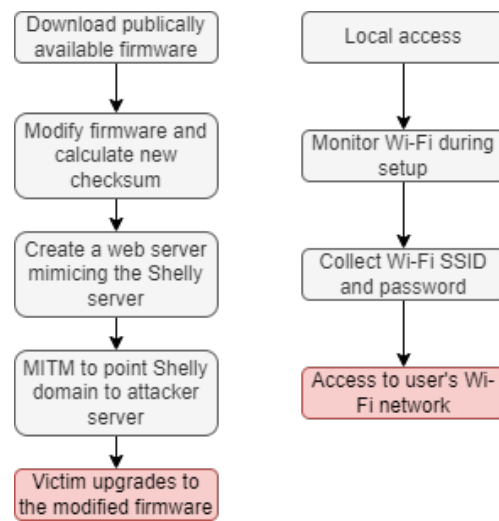 Download publically
available firmware
Modify firmware and
calculate new
checksum
Create a web server
mimicing the Shelly
server
MITM to point Shelly
domain to attacker
server
Victim upgrades to
the modified firmware
Local access
Monitor Wi-Fi during
setup
Collect Wi-Fi SSID
and password
Access to user's Wi-
Fi network